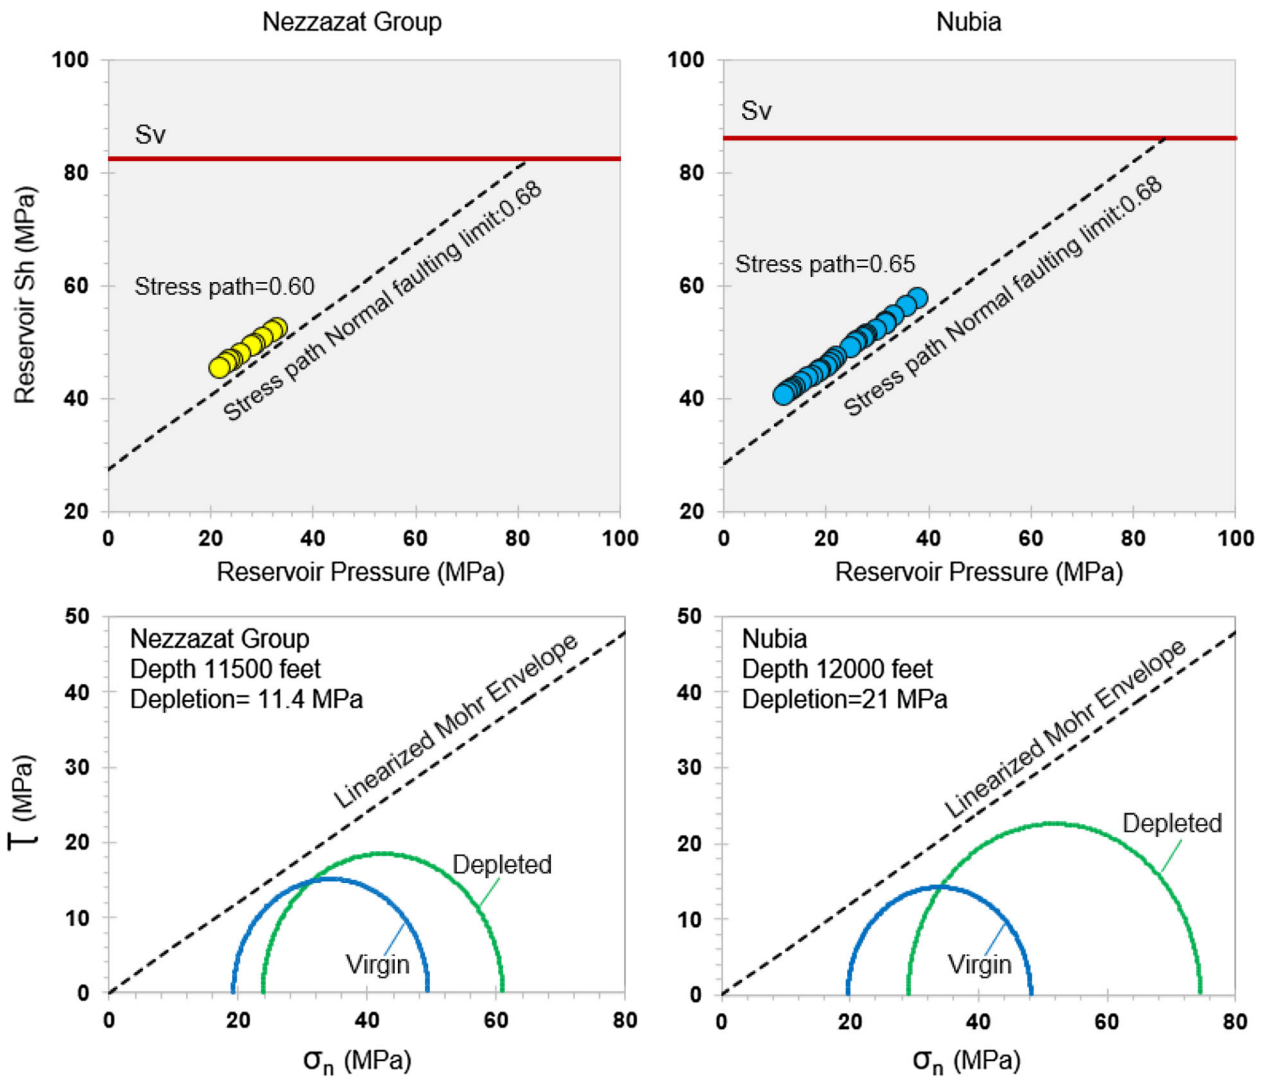 Nezzazat Group
Nubia
100
80
60
40
20
Reservoir Sh (MPa)
Sv
Stress path=0.60
Stress path Normal faulting limit:0.68
0
20
40
60
80
100
Reservoir Pressure (MPa)
100
80
60
40
20
Sv
Stress path=0.65
Stress path Normal faulting limit:0.68
0
20
40
60
80
100
Reservoir Pressure (MPa)
50
40
30
20
10
0
τ (MPa)
Nezzazat Group
Depth 11500 feet
Depletion= 11.4 MPa
Linearized Mohr Envelope
Depleted
Virgin
0
20
40
60
80
σn (MPa)
50
40
30
20
10
0
Nubia
Depth 12000 feet
Depletion=21 MPa
Linearized Mohr Envelope
Depleted
Virgin
0
20
40
60
80
σn (MPa)